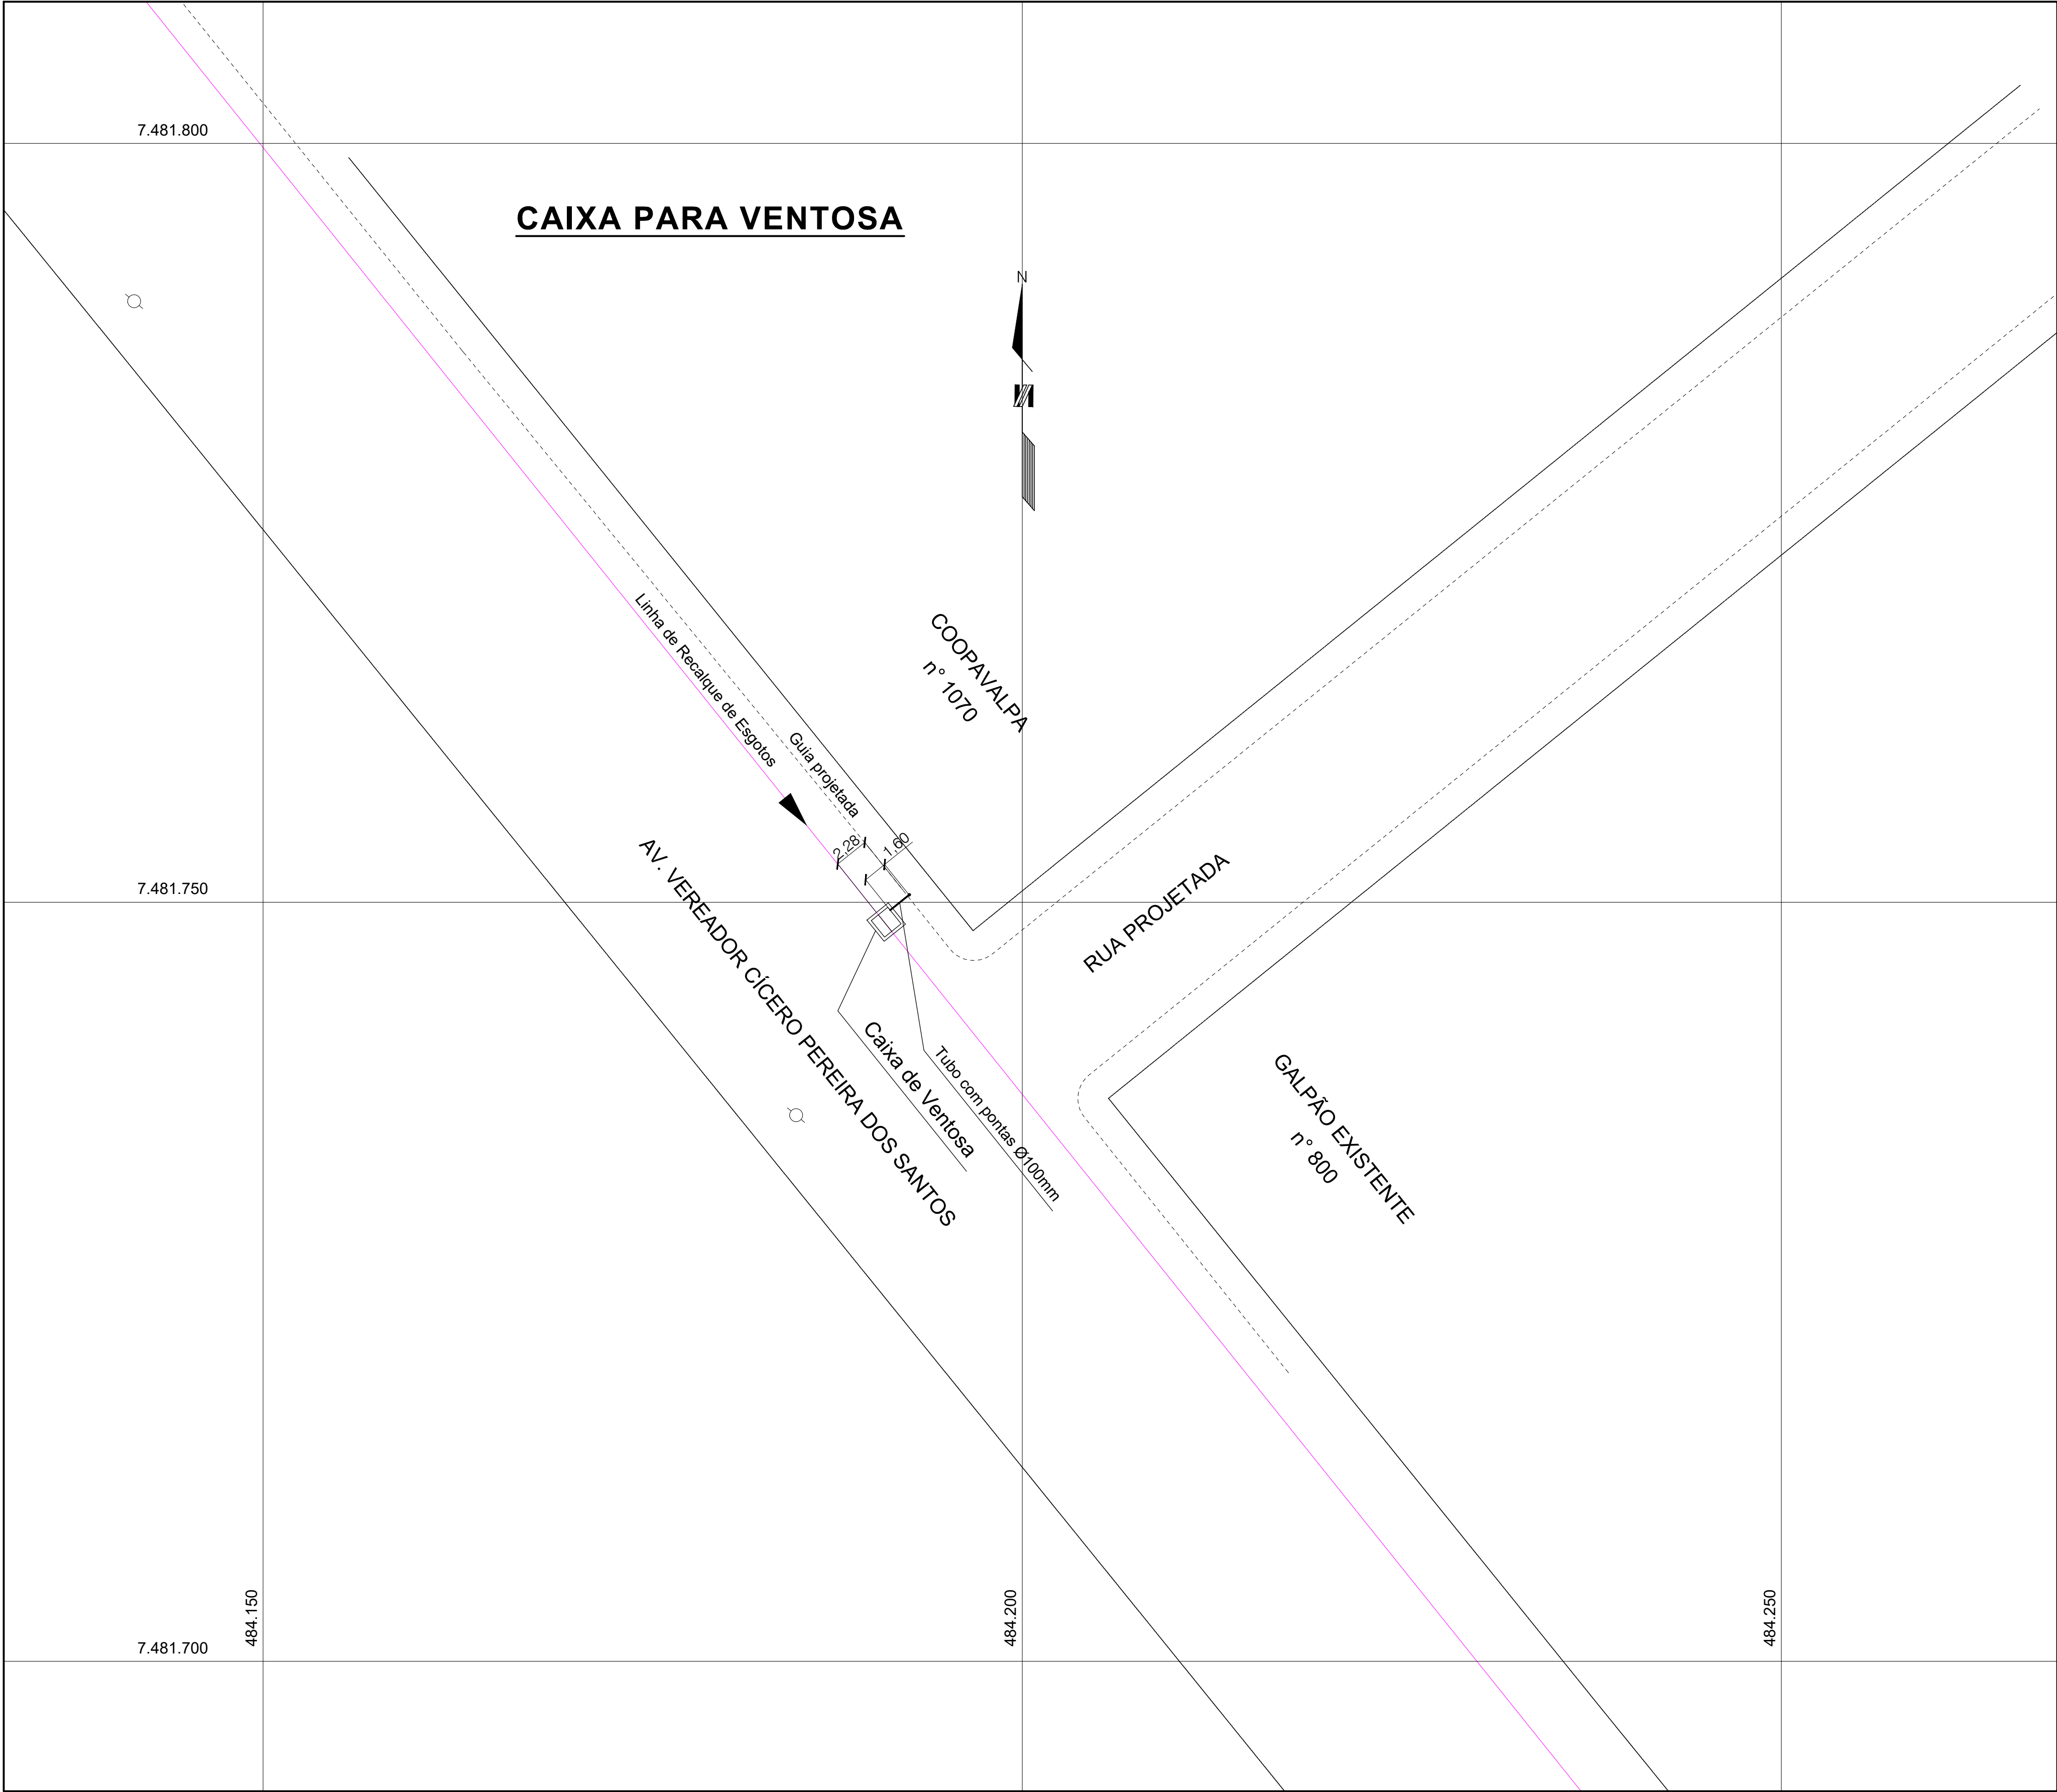 7.481.800
CAIXA PARA VENTOSA
N
COOPAVALPA
n° 1070
Linha de Recalque de Esgotos
Guia projetada
2,28
1.60
7.481.750
AV. VEREADOR CÍCERO PEREIRA DOS SANTOS
RUA PROJETADA
Caixa de Ventosa
Tubo com pontas Ø100mm
GALPÃO EXISTENTE
n° 800
484.150
484.200
484.250
7.481.700